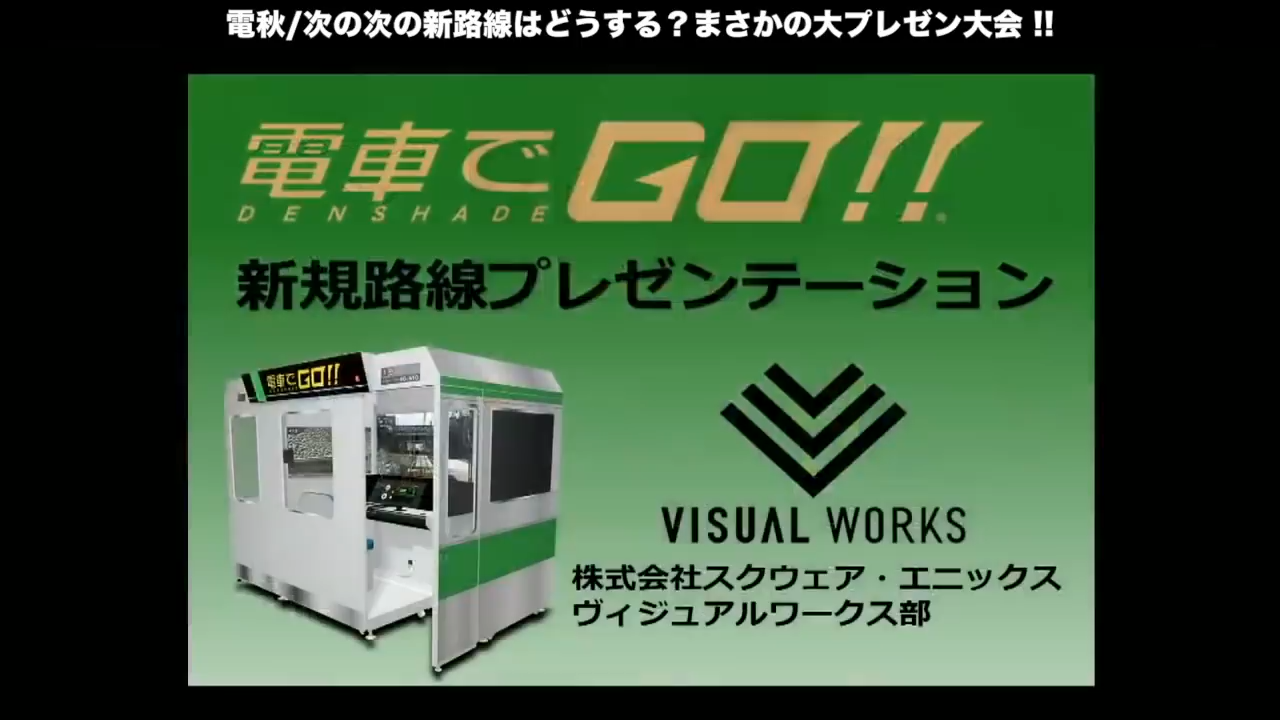 電秋/次の次の新路線はどうする？まさかの大プレゼン大会 !!
電車でGO!!
DENSHADE
新規路線プレゼンテーション
電車でGO!!
VISUAL WORKS
株式会社スクウェア・エニックス
ヴィジュアルワークス部